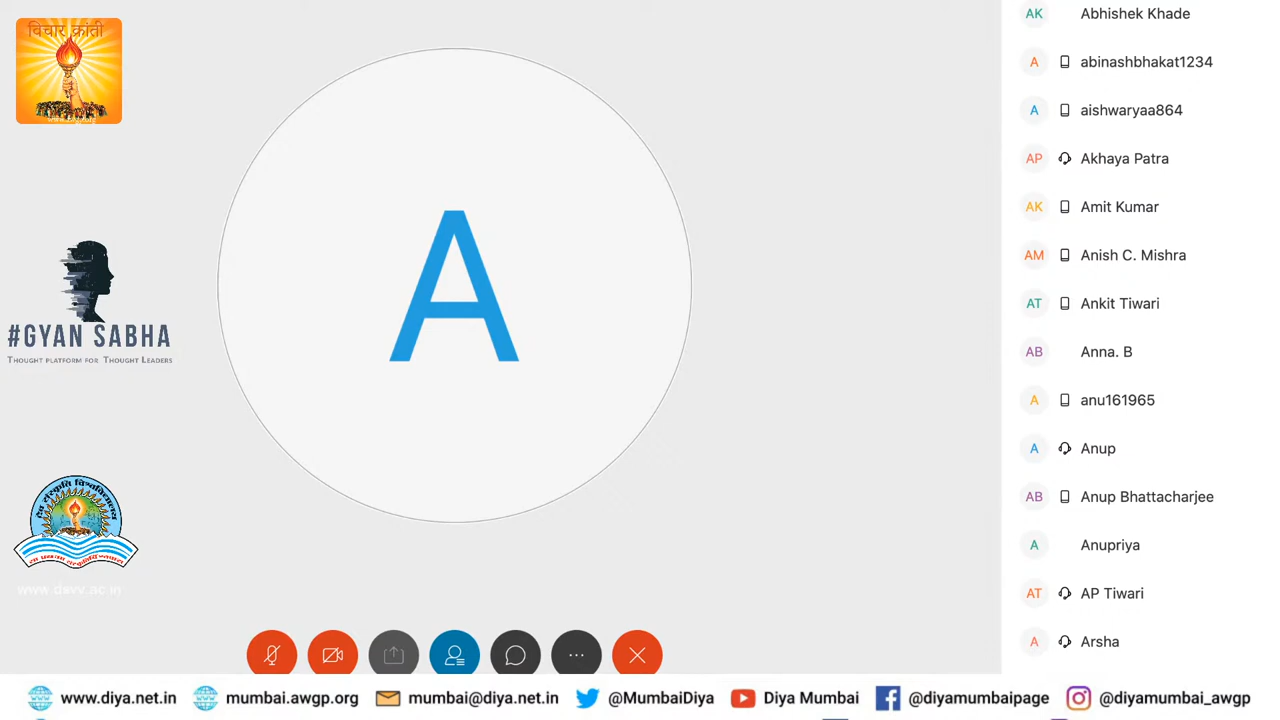 विचार क्रांती
#GYAN SABHA
THOUGHT PLATFORM FOR THOUGHT LEADERS
देव संस्कृति विश्वविद्यालय
www.dsvv.ac.in
A
AK Abhishek Khade
A abinashbhakat1234
A aishwaryaa864
AP Akhaya Patra
AK Amit Kumar
AM Anish C. Mishra
AT Ankit Tiwari
AB Anna. B
A anu161965
A Anup
AB Anup Bhattacharjee
A Anupriya
AT AP Tiwari
A Arsha
www.diya.net.in mumbai.awgp.org mumbai@diya.net.in @MumbaiDiya Diya Mumbai @diyamumbaipage @diyamumbai_awgp